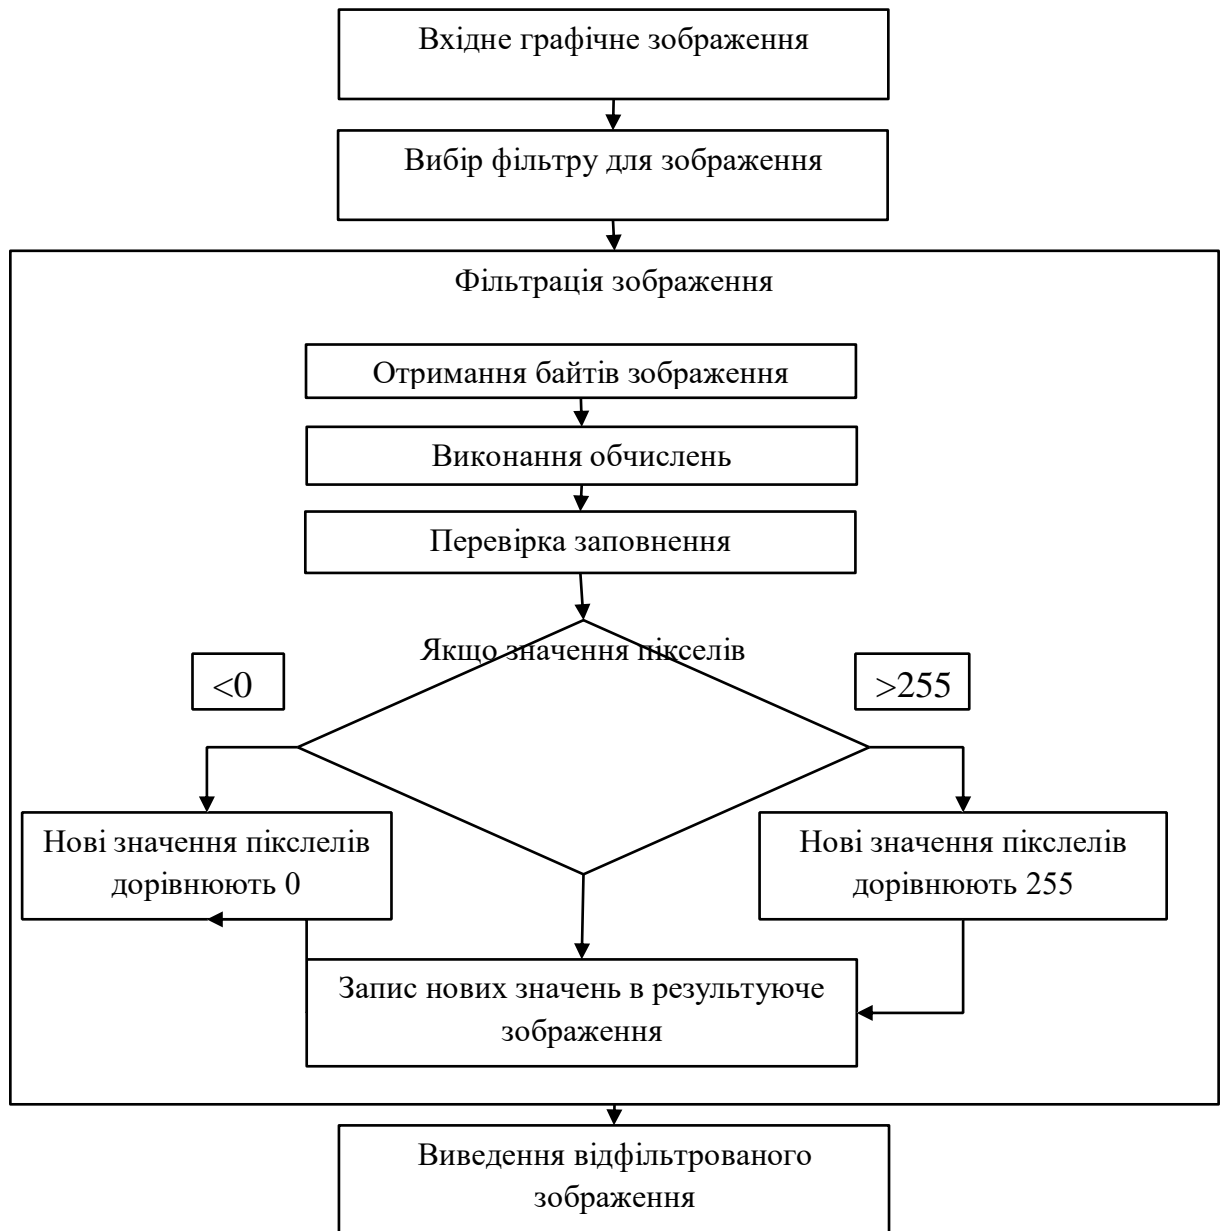 Вхідне графічне зображення
Вибір фільтру для зображення
Фільтрація зображення
Отримання байтів зображення
Виконання обчислень
Перевірка заповнення
Якщо значення пікселів
<0
>255
Нові значення пікслелів
дорівнюють 0
Нові значення пікслелів
дорівнюють 255
Запис нових значень в результуюче
зображення
Виведення відфільтрованого
зображення